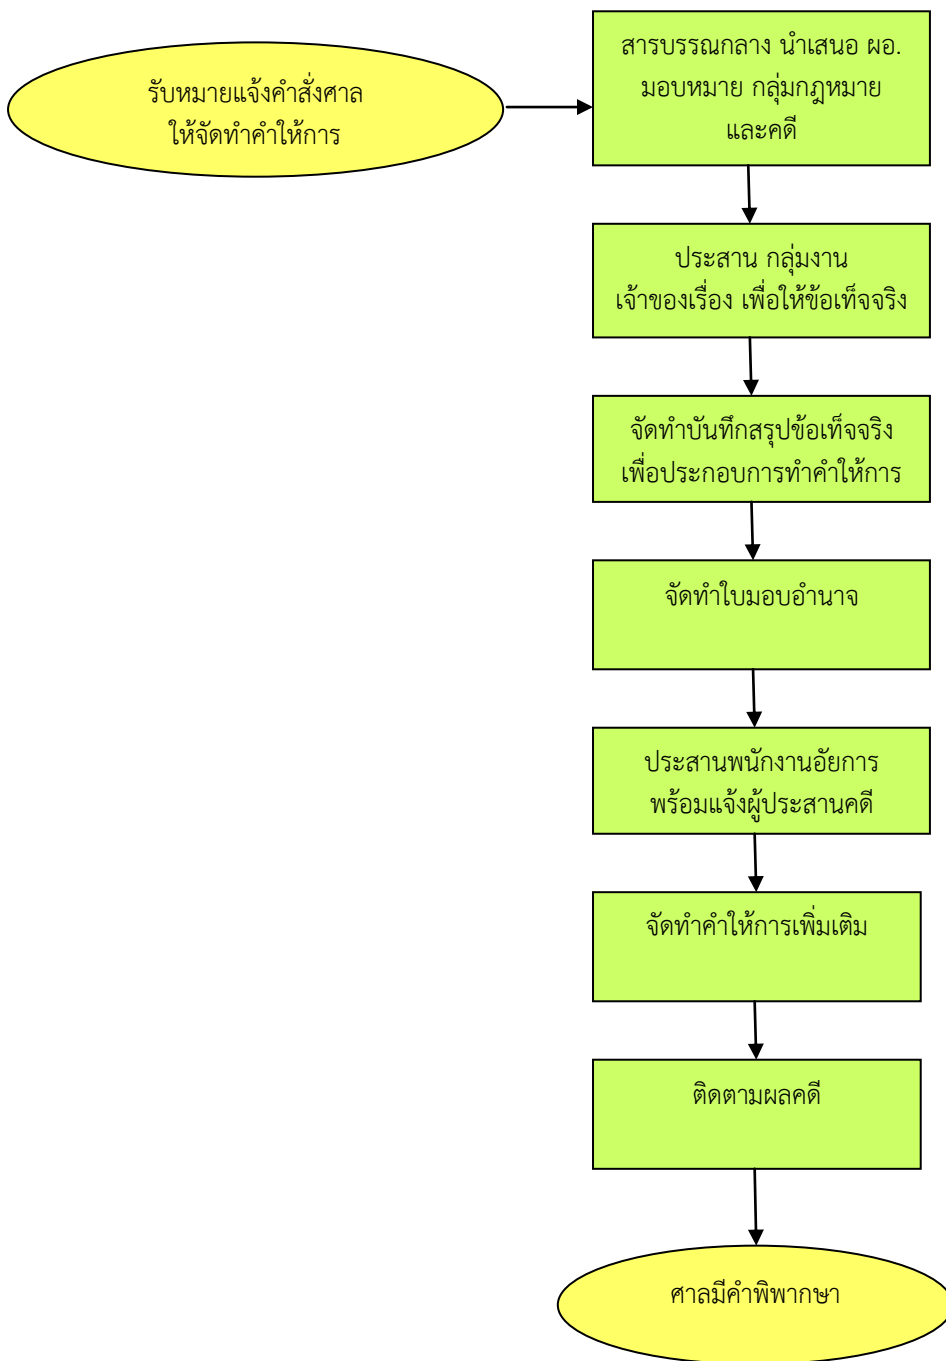 รับหมายแจ้งคำสั่งศาล
ให้จัดทำคำให้การ
สารบรรณกลาง นำเสนอ ผอ.
มอบหมาย กลุ่มกฎหมาย
และคดี
ประสาน กลุ่มงาน
เจ้าของเรื่อง เพื่อให้ข้อเท็จจริง
จัดทำบันทึกสรุปข้อเท็จจริง
เพื่อประกอบการทำคำให้การ
จัดทำใบมอบอำนาจ
ประสานพนักงานอัยการ
พร้อมแจ้งผู้ประสานคดี
จัดทำคำให้การเพิ่มเติม
ติดตามผลคดี
ศาลมีคำพิพากษา